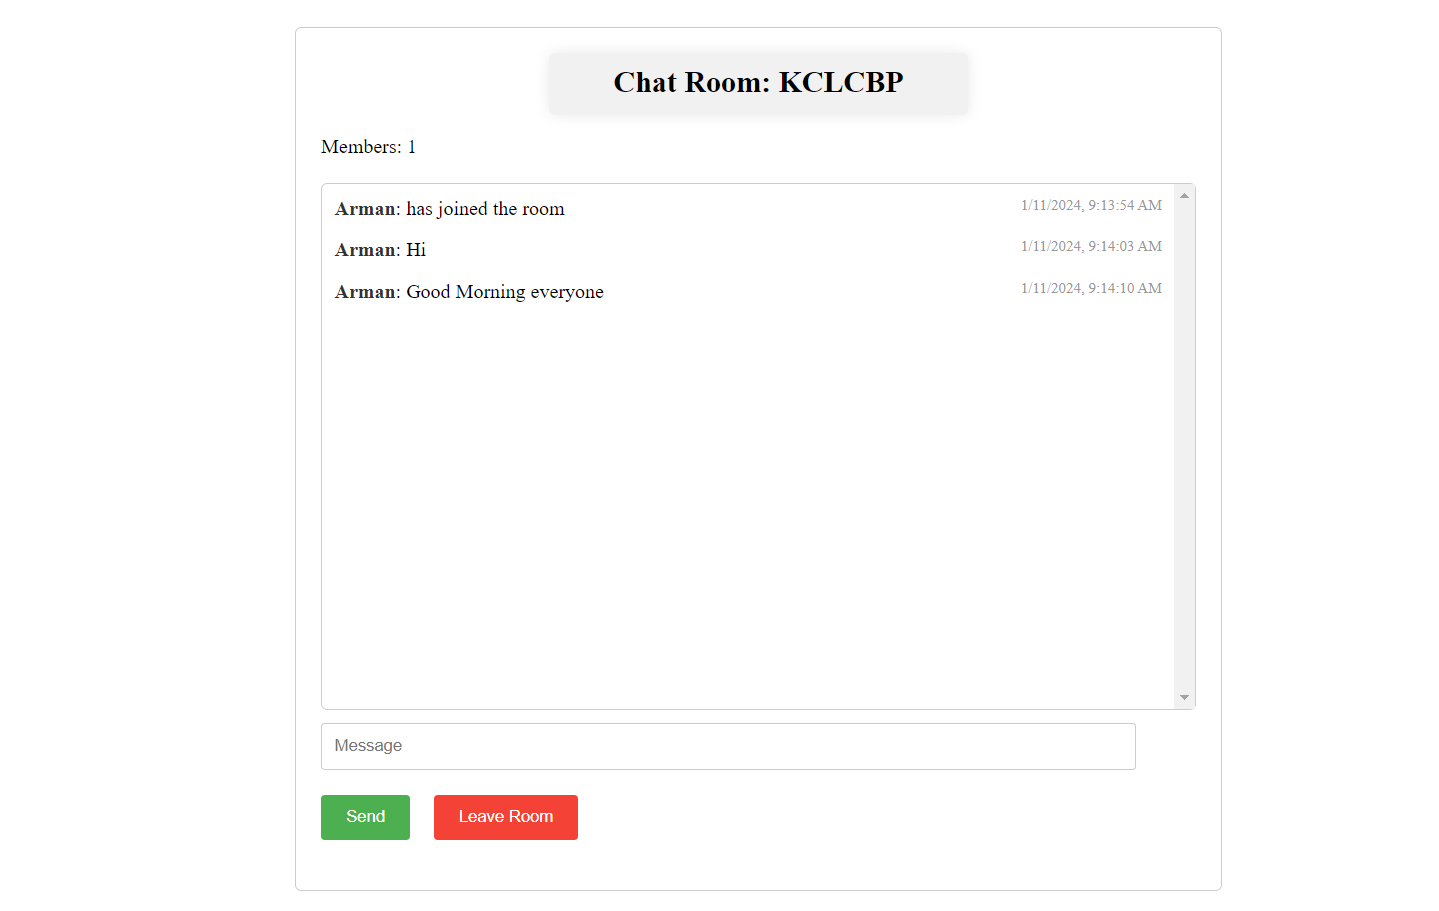 Chat Room: KCLCBP
Members: 1
Arman: has joined the room 1/11/2024, 9:13:54 AM
Arman: Hi 1/11/2024, 9:14:03 AM
Arman: Good Morning everyone 1/11/2024, 9:14:10 AM
Message
Send Leave Room